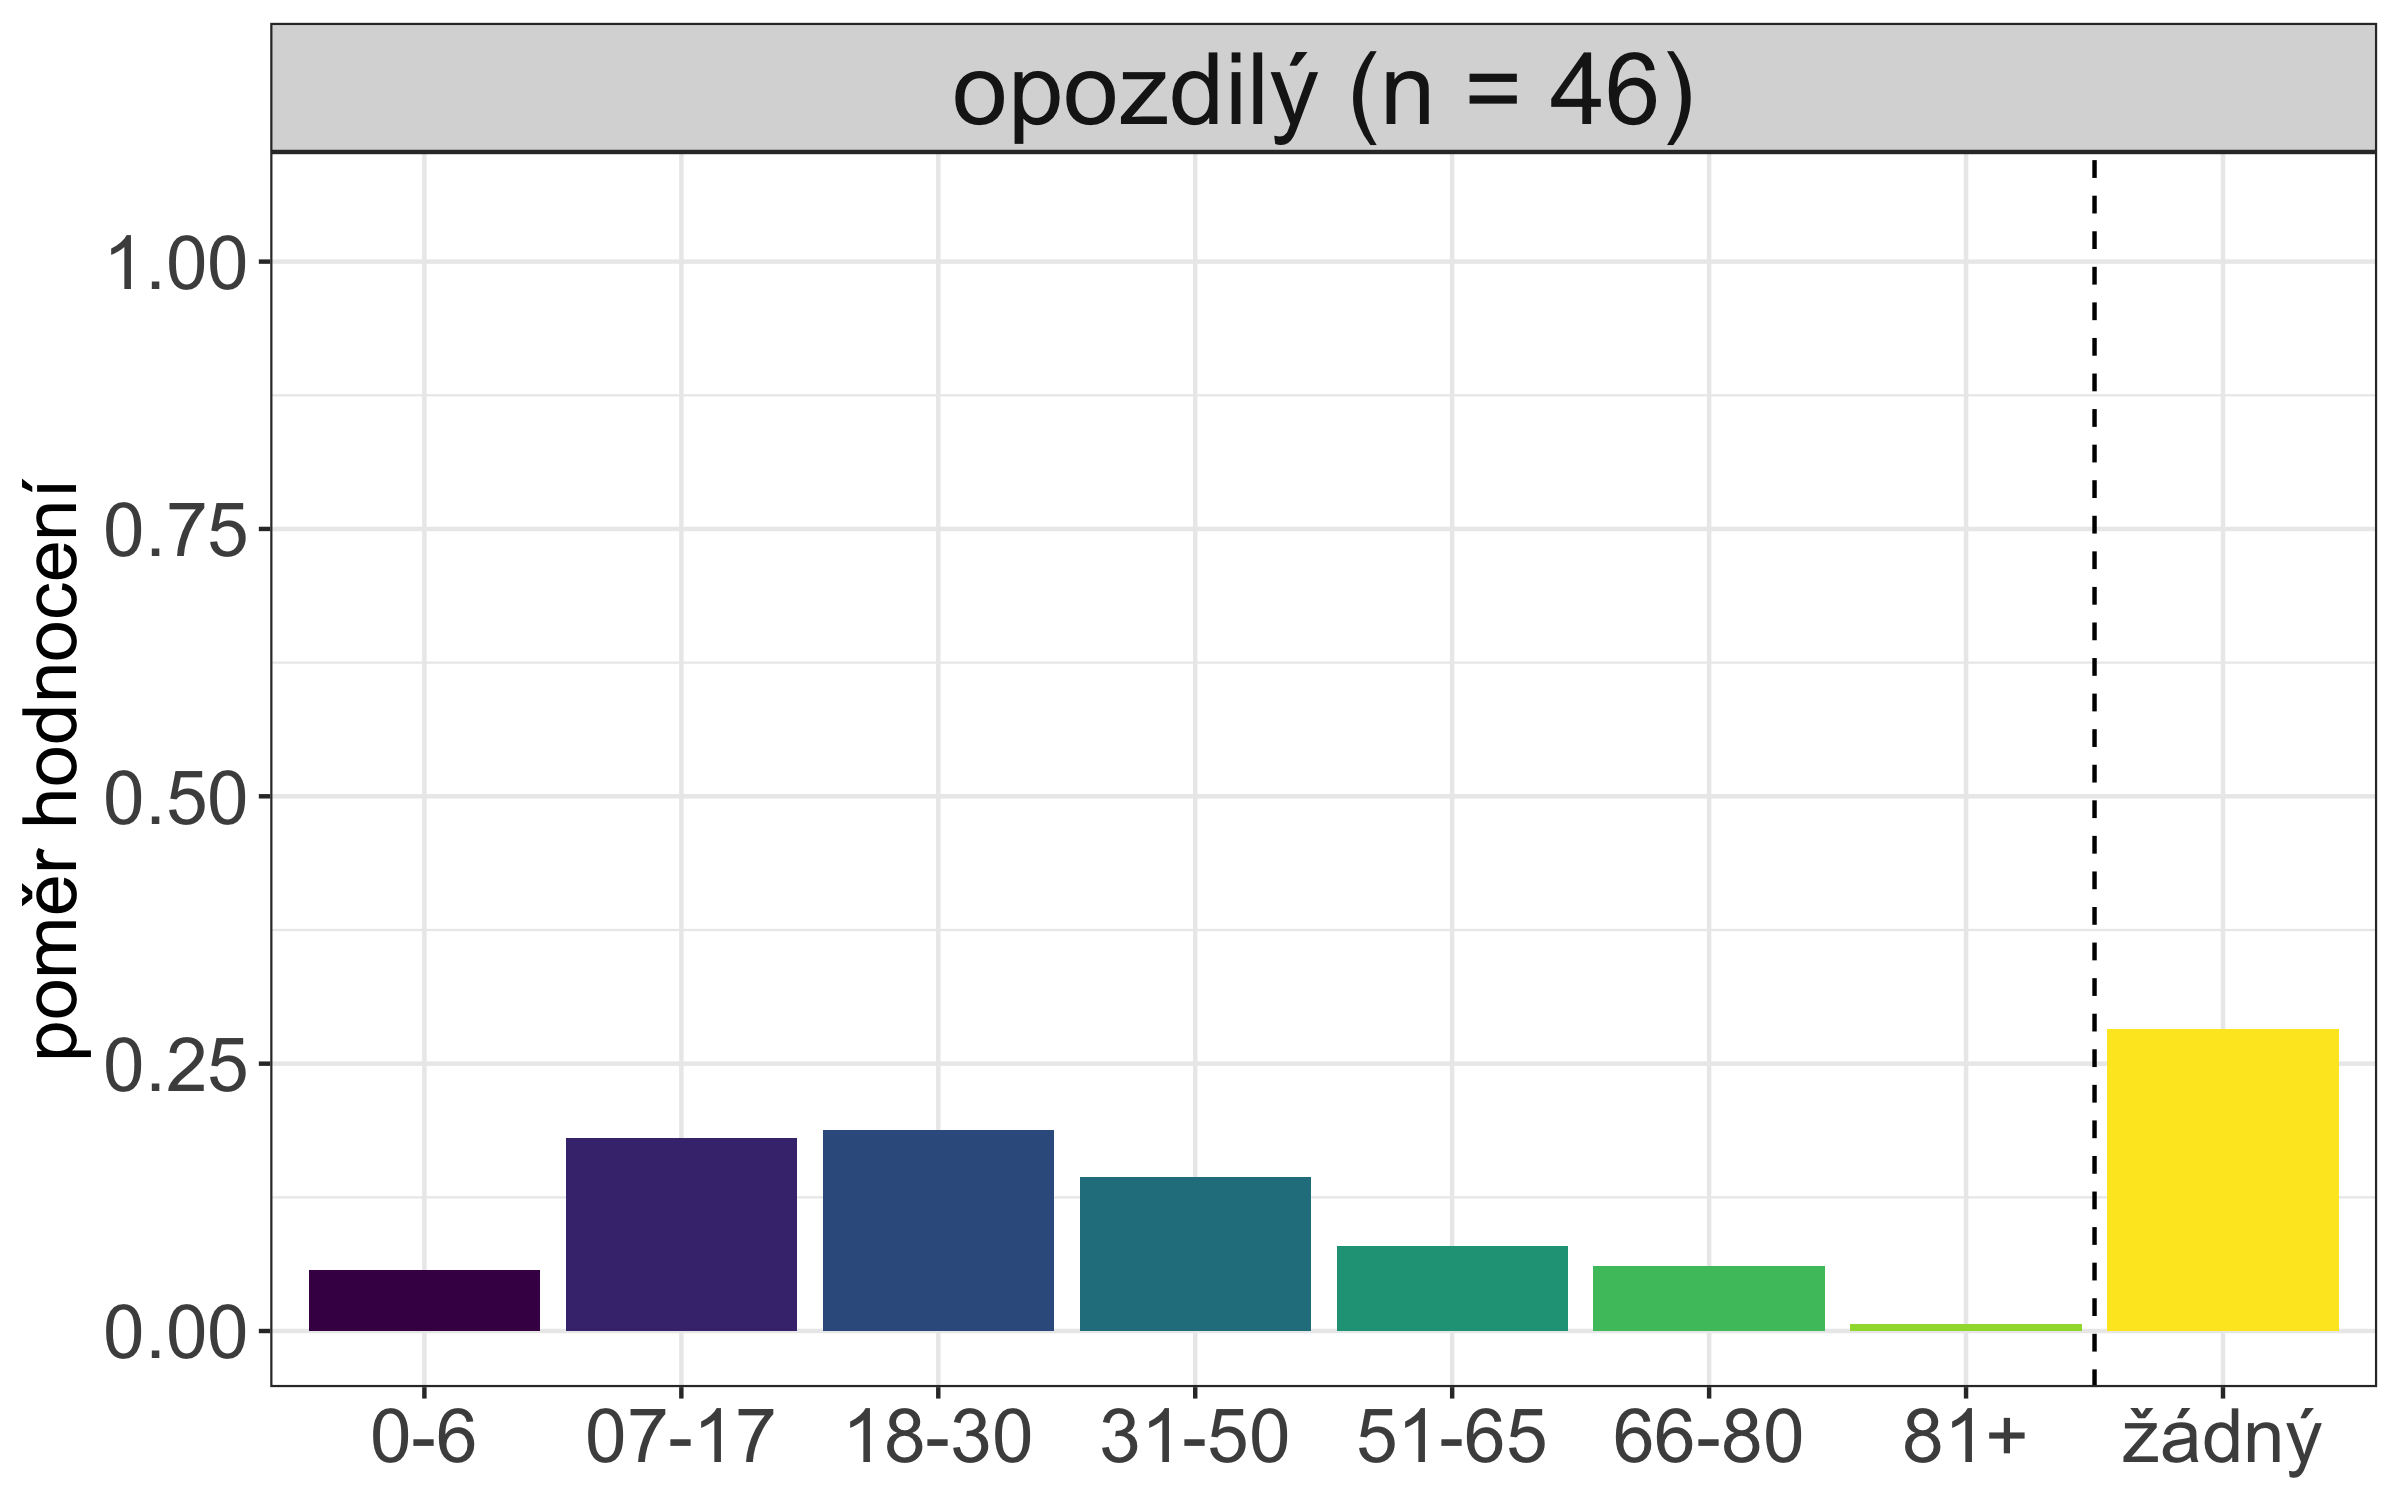 opozdilý (n = 46)
poměr hodnocení
1.00
0.75
0.50
0.25
0.00
0-6 07-17 18-30 31-50 51-65 66-80 81+ žádný